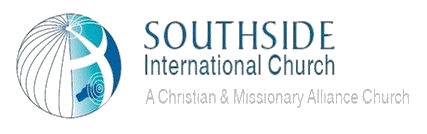 SOUTHSIDE
International Church
A Christian & Missionary Alliance Church